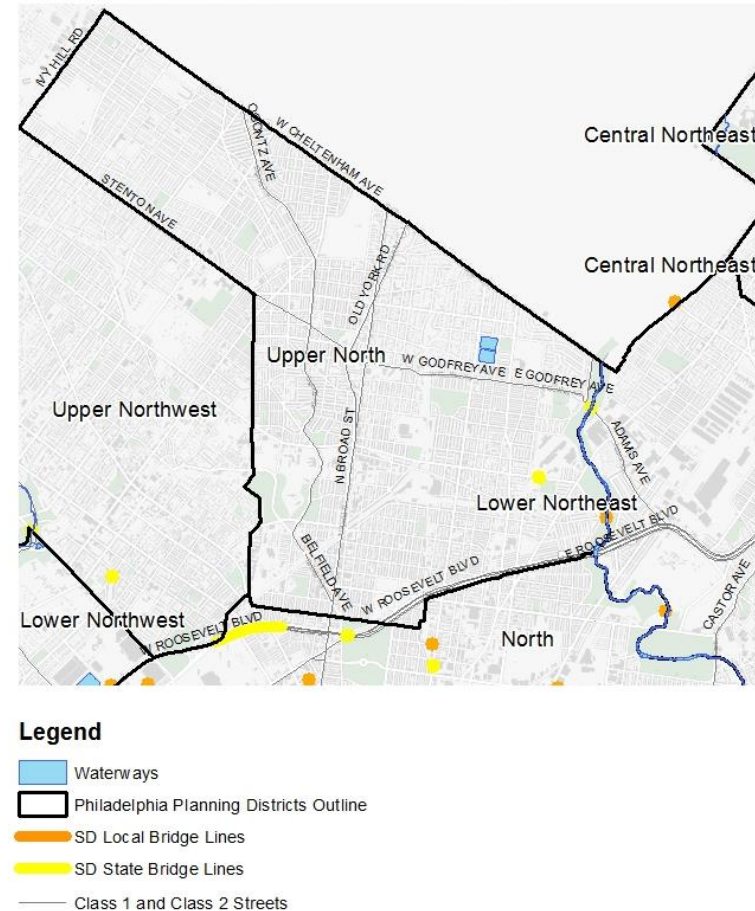 IVY HILL RD
OGONTZ AVE
W CHELTENHAM AVE
Central Northeast
STENTON AVE
OLD YORK RD
Central Northeast
Upper North
W GODFREY AVE E GODFREY AVE
Upper Northwest
N BROAD ST
ADAMS AVE
Lower Northeast
E ROOSEVELT BLVD
BELFIELD AVE
W ROOSEVELT BLVD
CASTOR AVE
Lower Northwest
W ROOSEVELT BLVD
North
Legend
Waterways
Philadelphia Planning Districts Outline
SD Local Bridge Lines
SD State Bridge Lines
Class 1 and Class 2 Streets